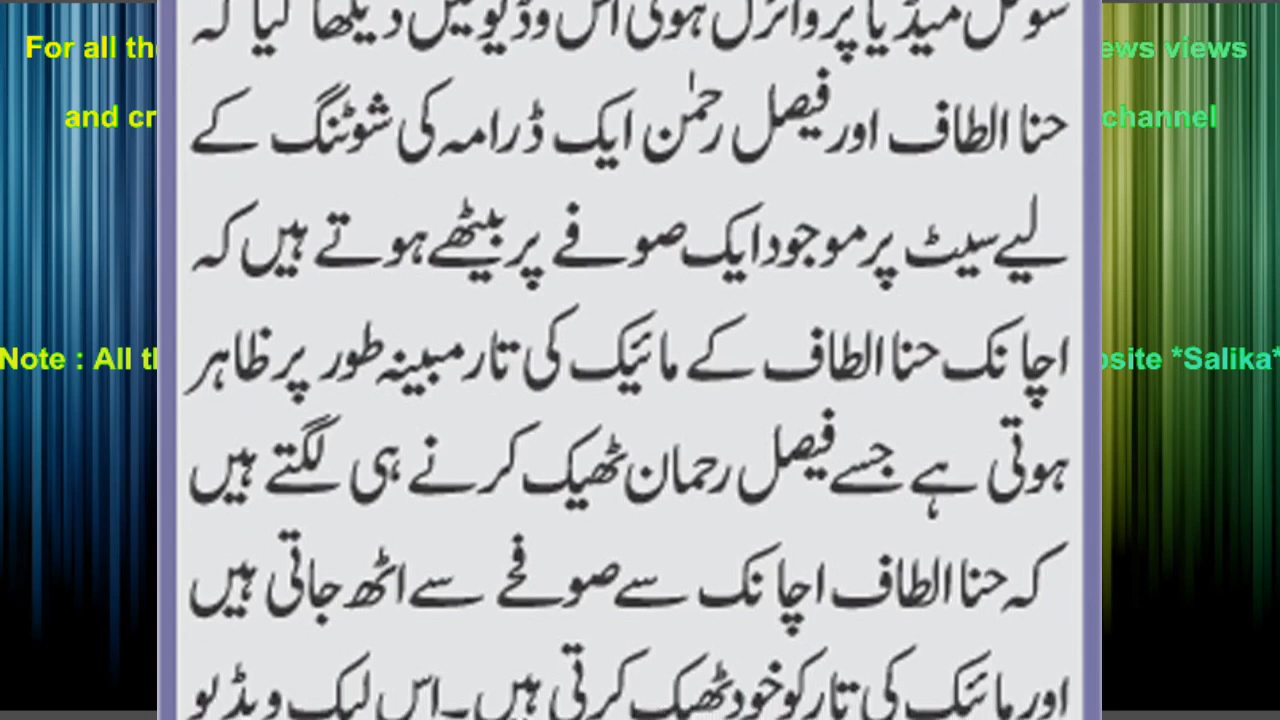 سوشل میڈیا پر وائرل ہوئی اس وڈیو میں دیکھا گیا کہ
For all the
ews views
حنا الطاف اور فیصل رحمٰن ایک ڈرامہ کی شوٹنگ کے
and cr
channel
لیے سیٹ پر موجود ایک صوفے پر بیٹھے ہوتے ہیں کہ
اچانک حنا الطاف کے مائیک کی تار مبینہ طور پر ظاہر
Note : All th
osite *Salika*
ہوتی ہے جسے فیصل رحمان ٹھیک کرنے ہی لگتے ہیں
کہ حنا الطاف اچانک سے صوفے سے اٹھ جاتی ہیں
اور مائیک کی تار کو خود ٹھیک کرتی ہیں۔ اس لیک ویڈیو